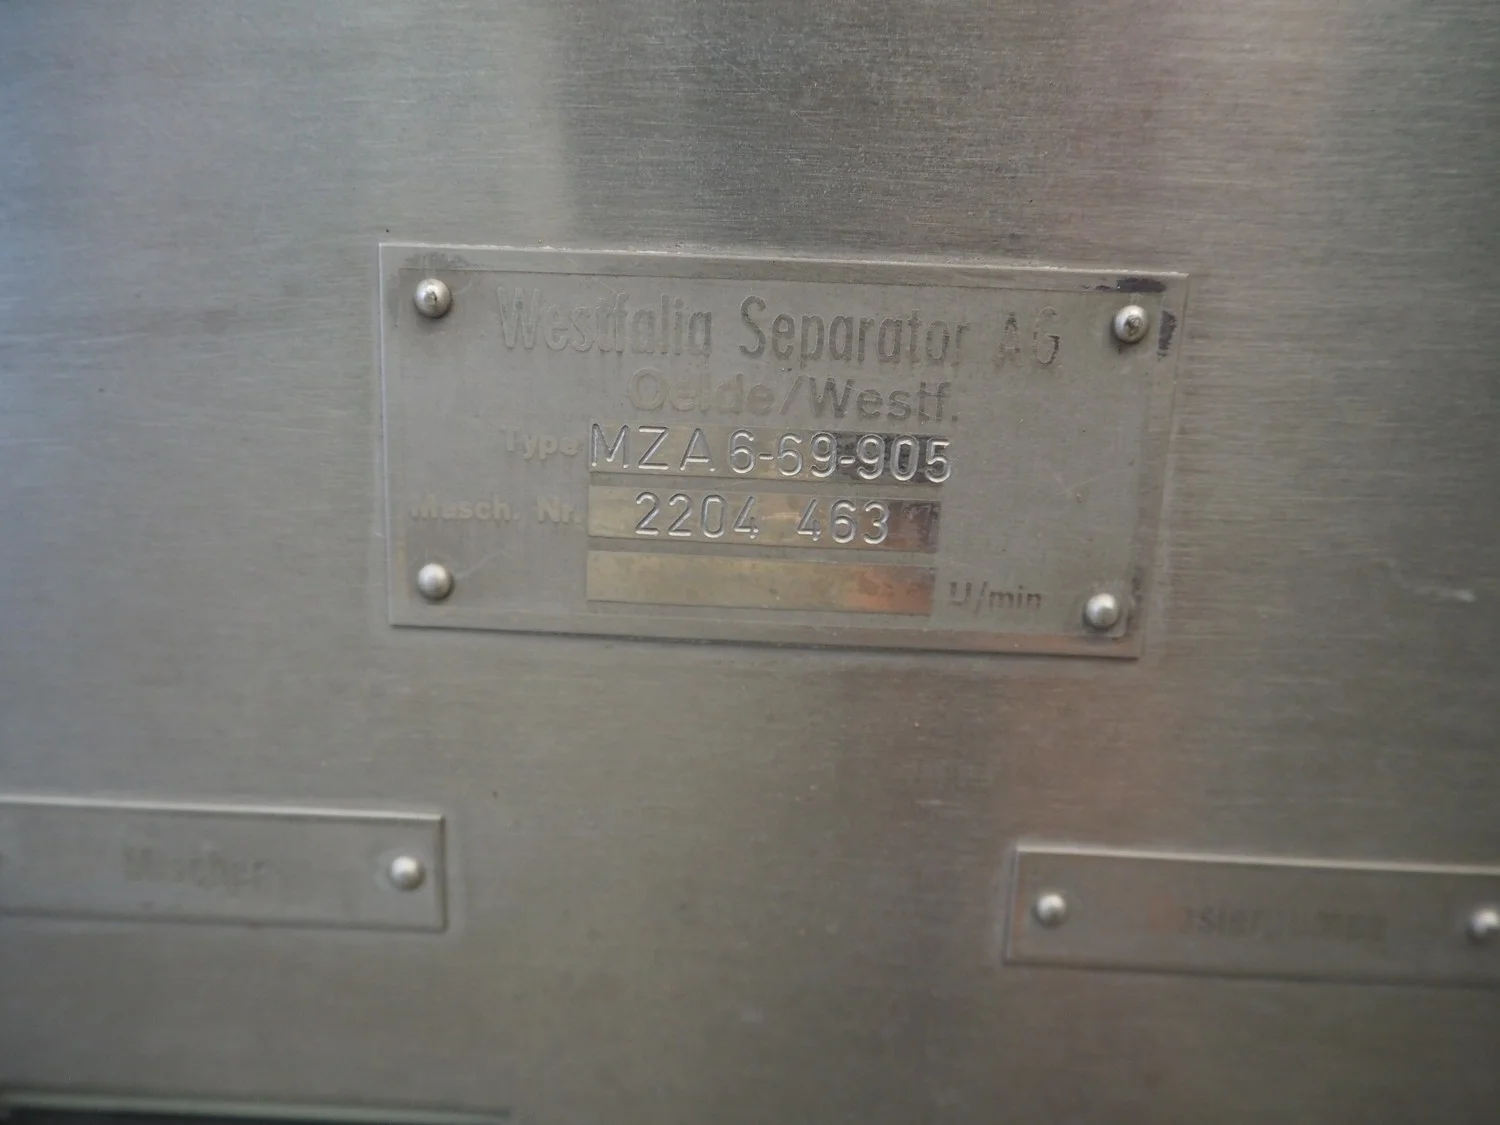 Westfalia Separator AG
Oelde/Westf.
Type MZA 6-69-905
Masch. Nr. 2204 463
U/min